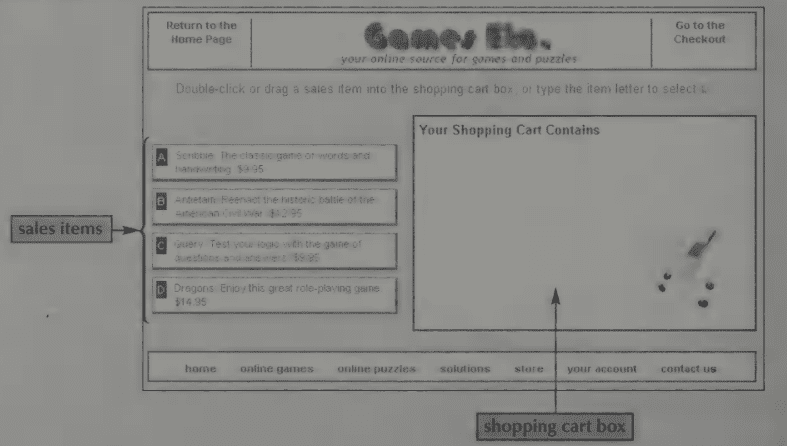 Return to the
Home Page
Games Etc.
your online source for games and puzzles
Go to the
Checkout
Double-click or drag a sales item into the shopping cart box, or type the item letter to select it.
Your Shopping Cart Contains
A Scribble: The classic game of words and
handwriting. $9.95
B Antietam: Reenact the historic battle of the
American Civil War. $12.95
C Query: Test your logic with the game of
questions and answers. $9.95
D Dragons: Enjoy this great role-playing game.
$14.95
sales items
home online games online puzzles solutions store your account contact us
shopping cart box